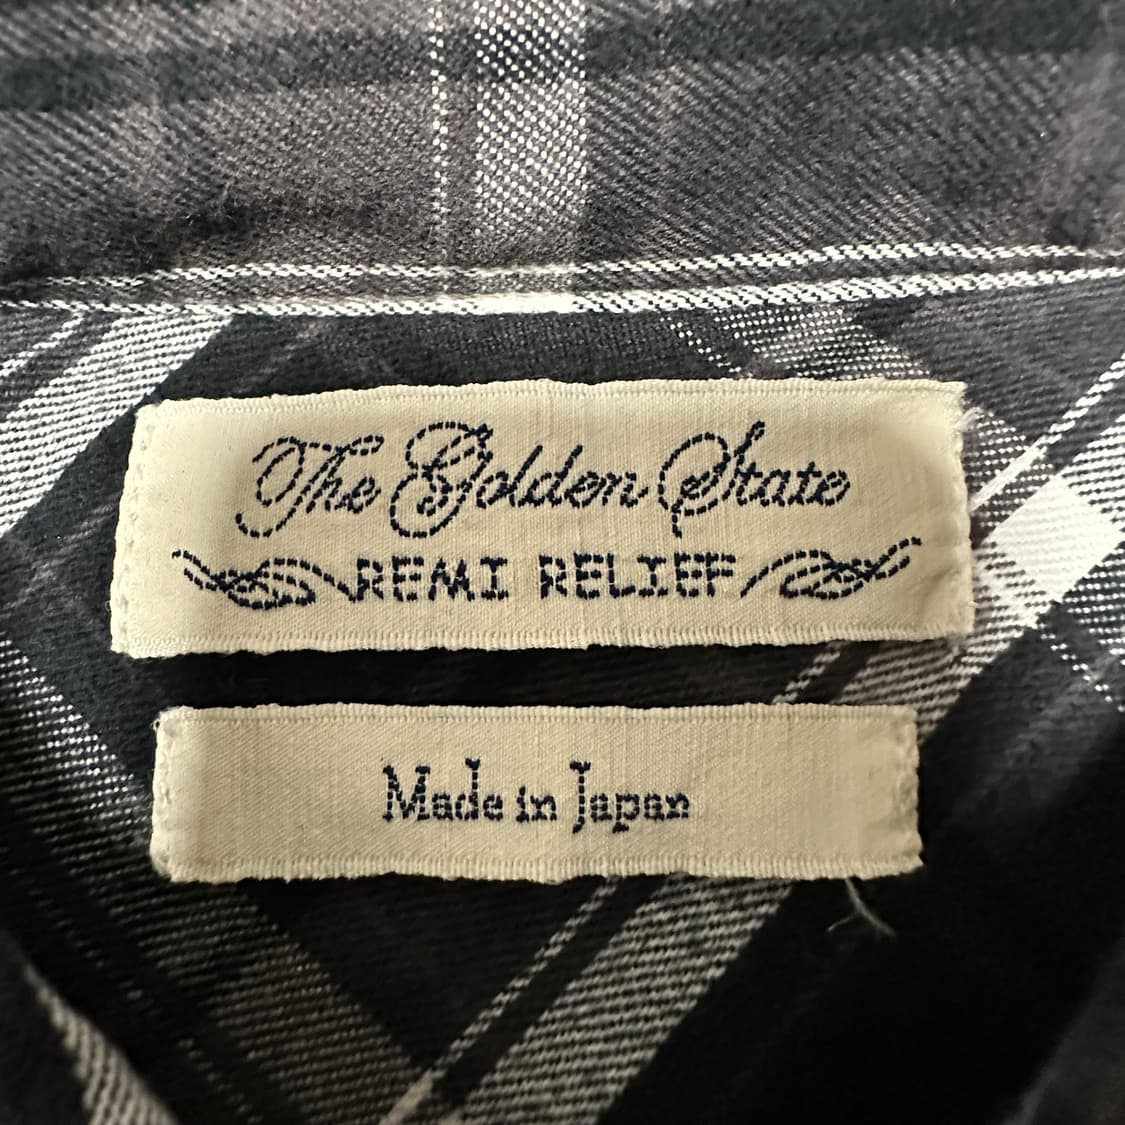 The Golden State
REMI RELIEF
Made in Japan